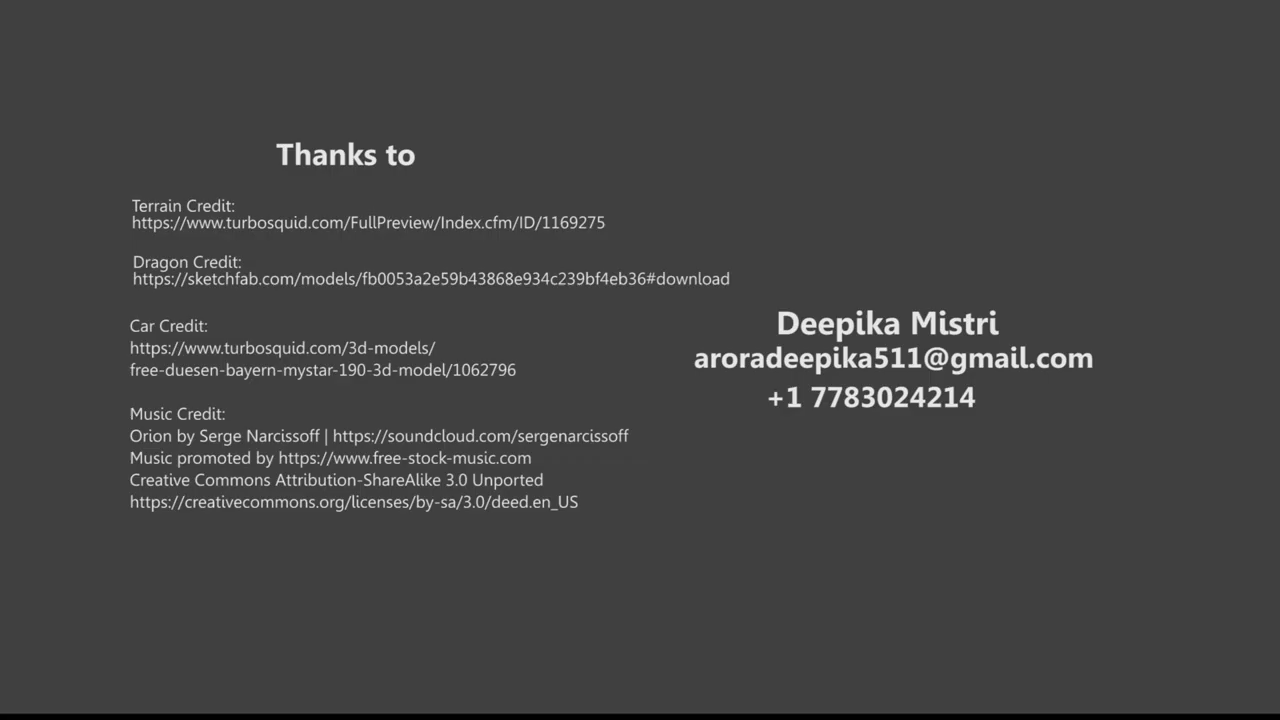 Thanks to
Terrain Credit:
https://www.turbosquid.com/FullPreview/Index.cfm/ID/1169275
Dragon Credit:
https://sketchfab.com/models/fb0053a2e59b43868e934c239bf4eb36#download
Car Credit:
https://www.turbosquid.com/3d-models/
free-duesen-bayern-mystar-190-3d-model/1062796
Music Credit:
Orion by Serge Narcissoff | https://soundcloud.com/sergenarcissoff
Music promoted by https://www.free-stock-music.com
Creative Commons Attribution-ShareAlike 3.0 Unported
https://creativecommons.org/licenses/by-sa/3.0/deed.en_US
Deepika Mistri
aroradeepika511@gmail.com
+1 7783024214